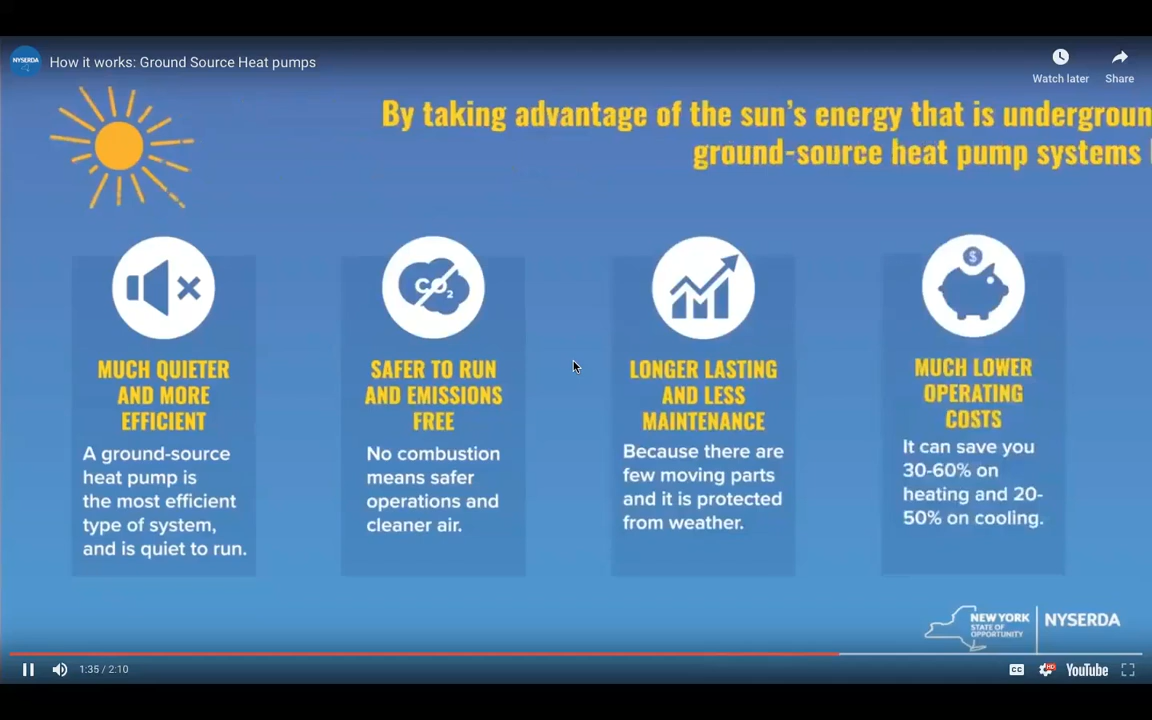 NYSERDA
How it works: Ground Source Heat pumps
Watch later
Share
By taking advantage of the sun's energy that is undergroun
ground-source heat pump systems
MUCH QUIETER
AND MORE
EFFICIENT
A ground-source
heat pump is
the most efficient
type of system,
and is quiet to run.
CO2
SAFER TO RUN
AND EMISSIONS
FREE
No combustion
means safer
operations and
cleaner air.
LONGER LASTING
AND LESS
MAINTENANCE
Because there are
few moving parts
and it is protected
from weather.
$
MUCH LOWER
OPERATING
COSTS
It can save you
30-60% on
heating and 20-
50% on cooling.
NEW YORK
STATE OF
OPPORTUNITY
NYSERDA
1:35 / 2:10
CC
HD
YouTube